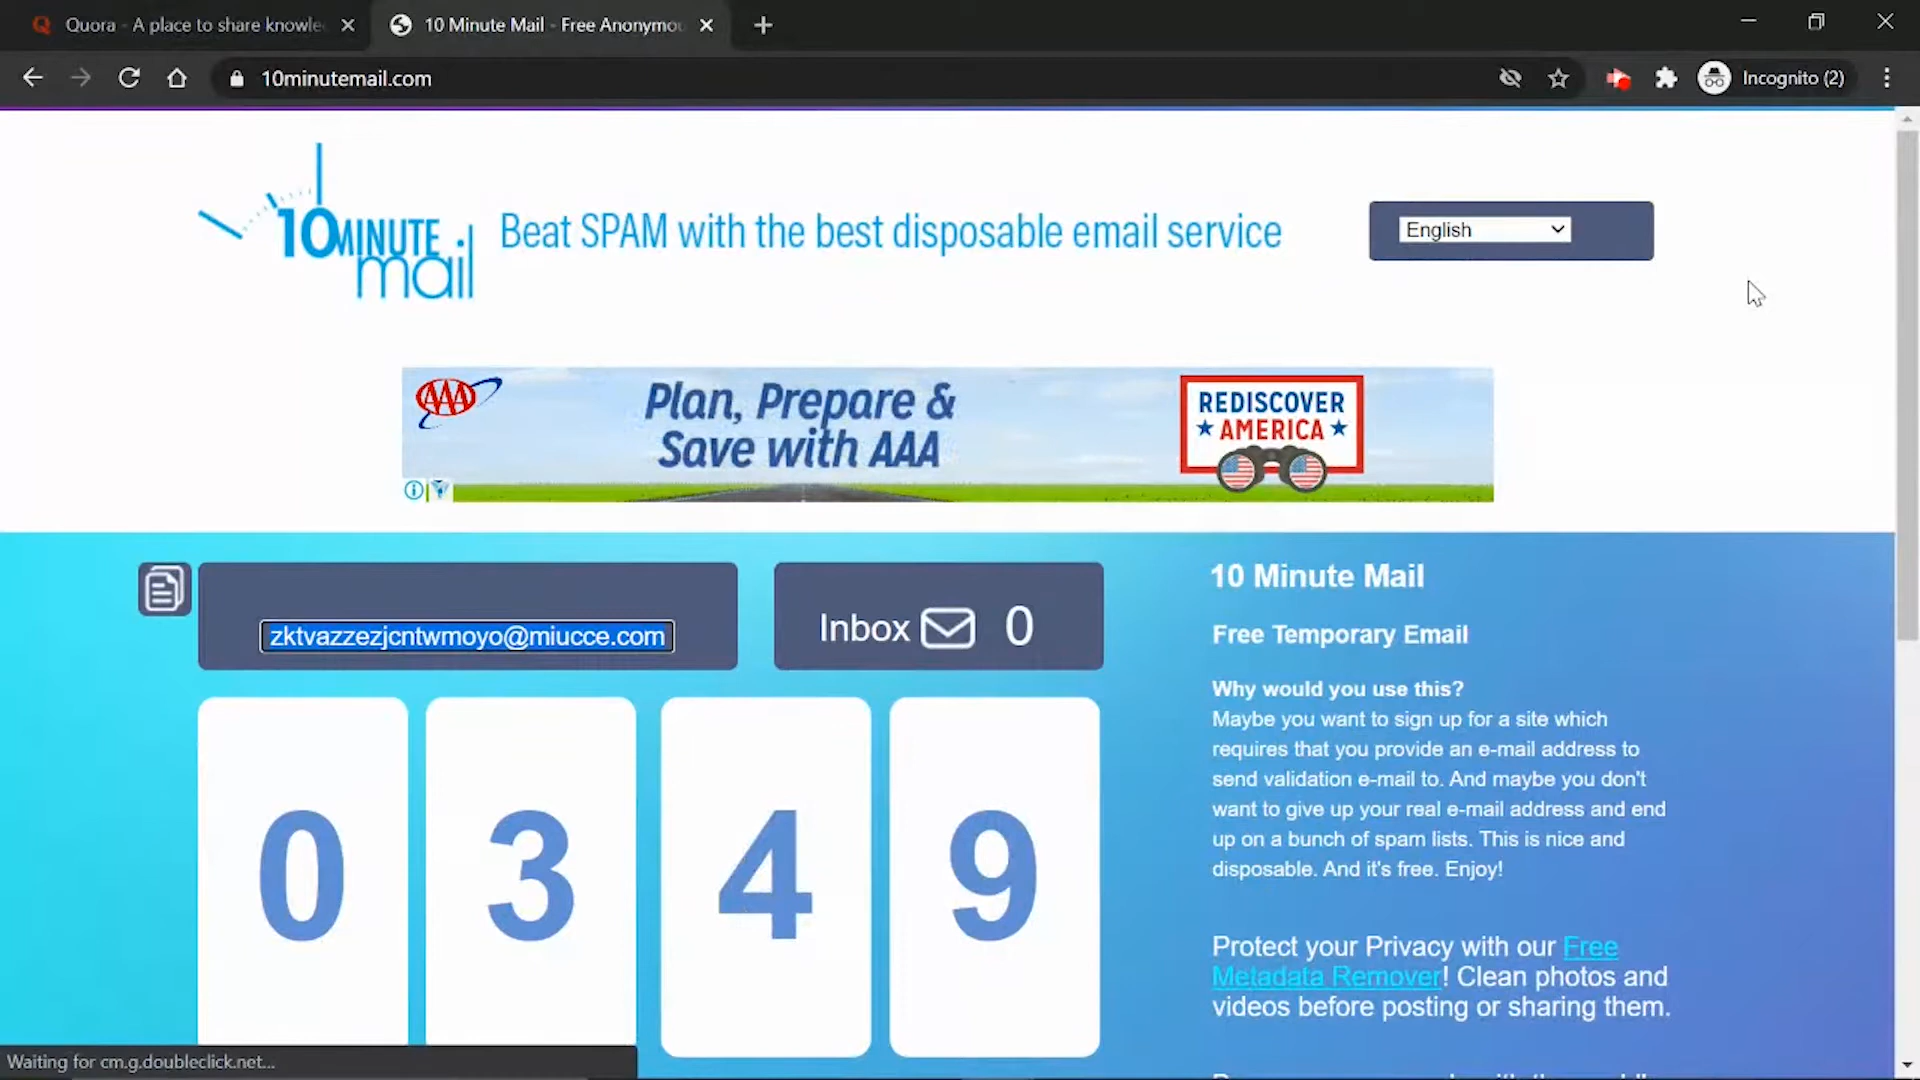 Quora - A place to share knowle
10 Minute Mail - Free Anonymo
10minutemail.com
Incognito (2)
10MINUTE
mail
Beat SPAM with the best disposable email service
English
AAA
Plan, Prepare &
Save with AAA
REDISCOVER
AMERICA
zktvazzezjcntwmoyo@miucce.com
Inbox 0
0 3 4 9
10 Minute Mail
Free Temporary Email
Why would you use this?
Maybe you want to sign up for a site which
requires that you provide an e-mail address to
send validation e-mail to. And maybe you don't
want to give up your real e-mail address and end
up on a bunch of spam lists. This is nice and
disposable. And it's free. Enjoy!
Protect your Privacy with our Free
Metadata Remover! Clean photos and
videos before posting or sharing them.
Waiting for cm.g.doubleclick.net...